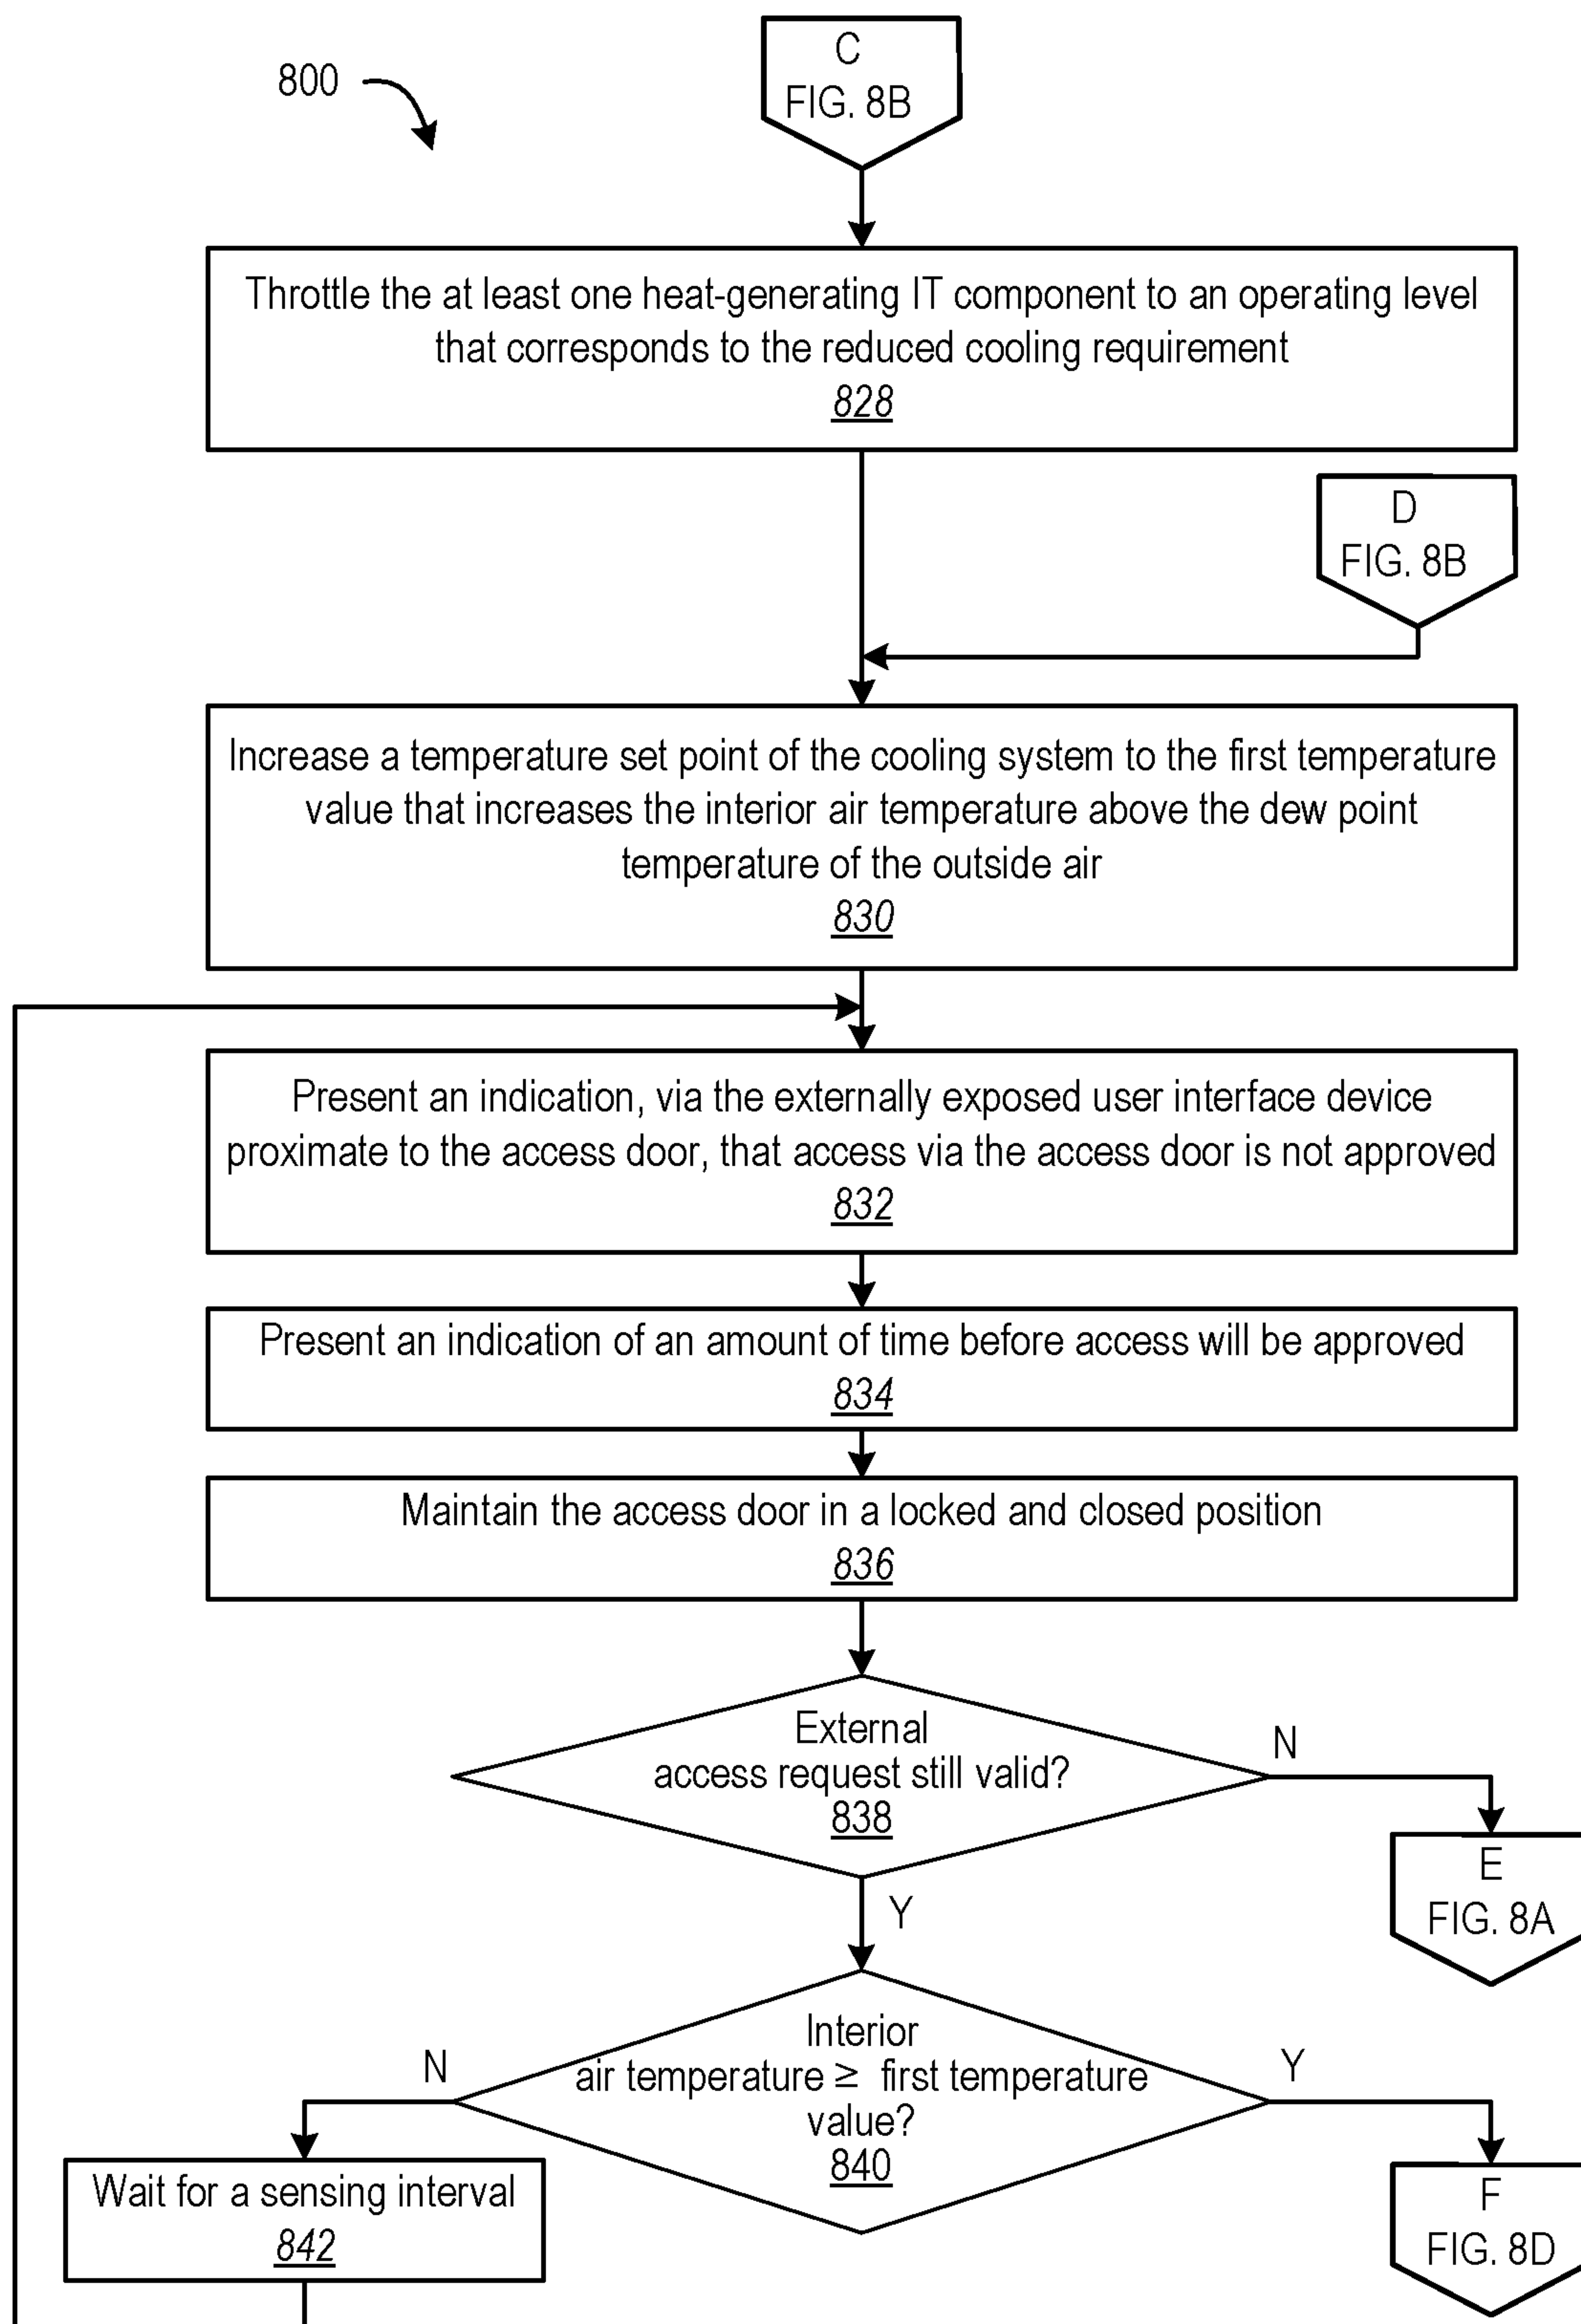 800
C
FIG. 8B
Throttle the at least one heat-generating IT component to an operating level
that corresponds to the reduced cooling requirement
828
D
FIG. 8B
Increase a temperature set point of the cooling system to the first temperature
value that increases the interior air temperature above the dew point
temperature of the outside air
830
Present an indication, via the externally exposed user interface device
proximate to the access door, that access via the access door is not approved
832
Present an indication of an amount of time before access will be approved
834
Maintain the access door in a locked and closed position
836
External
access request still valid?
838
N
E
FIG. 8A
Y
Interior
air temperature ≥ first temperature
value?
840
N
Y
Wait for a sensing interval
842
F
FIG. 8D